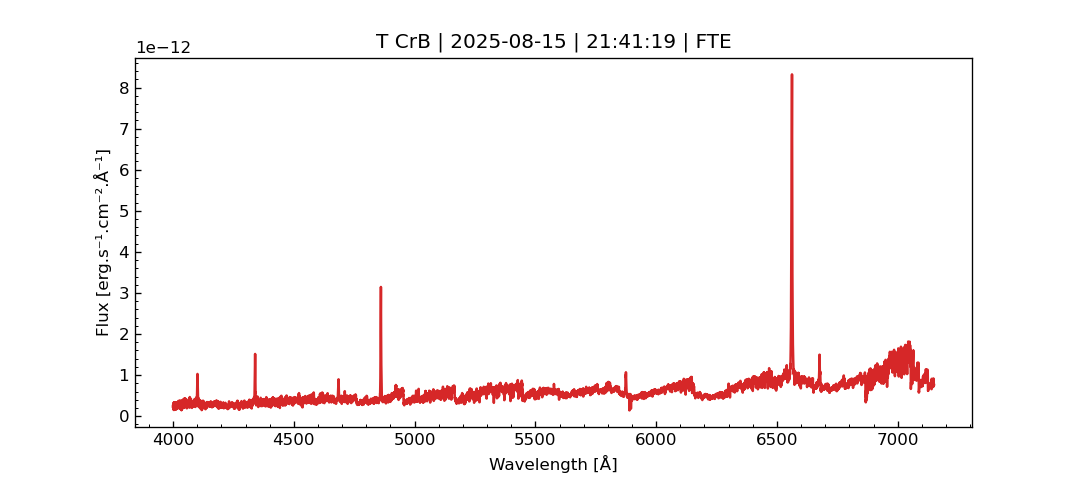 T CrB | 2025-08-15 | 21:41:19 | FTE
1e−12
8
7
6
5
4
3
2
1
0
Flux [erg.s⁻¹.cm⁻².Å⁻¹]
4000 4500 5000 5500 6000 6500 7000
Wavelength [Å]